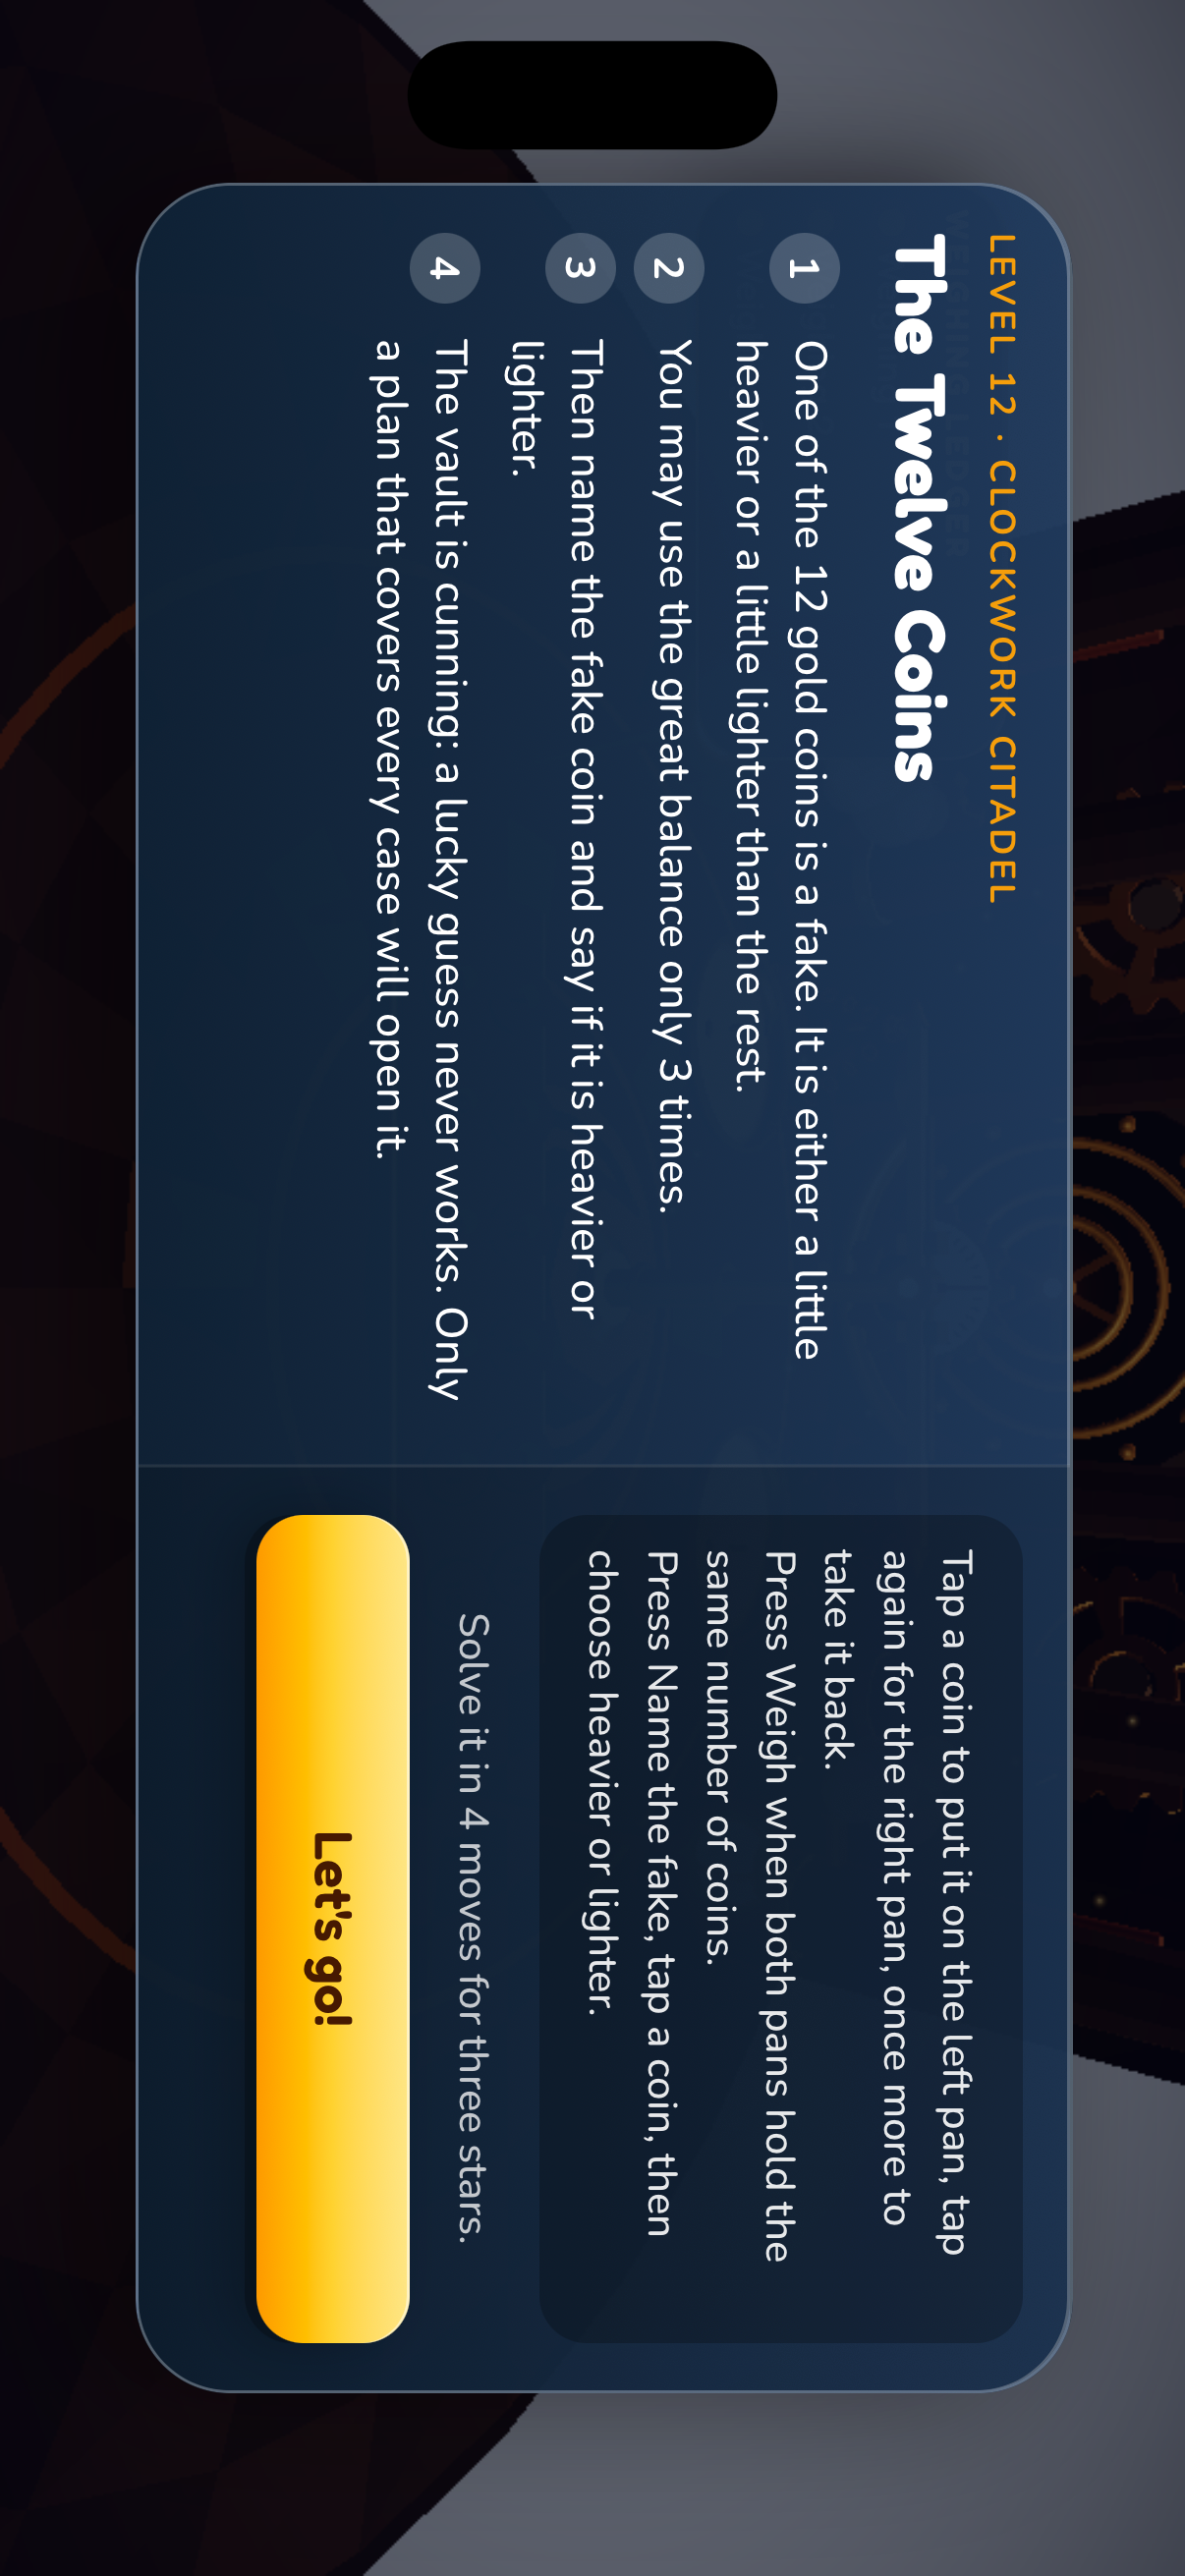 LEVEL 12 · CLOCKWORK CITADEL
The Twelve Coins
1
One of the 12 gold coins is a fake. It is either a little
heavier or a little lighter than the rest.
2
You may use the great balance only 3 times.
3
Then name the fake coin and say if it is heavier or
lighter.
4
The vault is cunning: a lucky guess never works. Only
a plan that covers every case will open it.
Tap a coin to put it on the left pan, tap
again for the right pan, once more to
take it back.
Press Weigh when both pans hold the
same number of coins.
Press Name the fake, tap a coin, then
choose heavier or lighter.
Solve it in 4 moves for three stars.
Let's go!